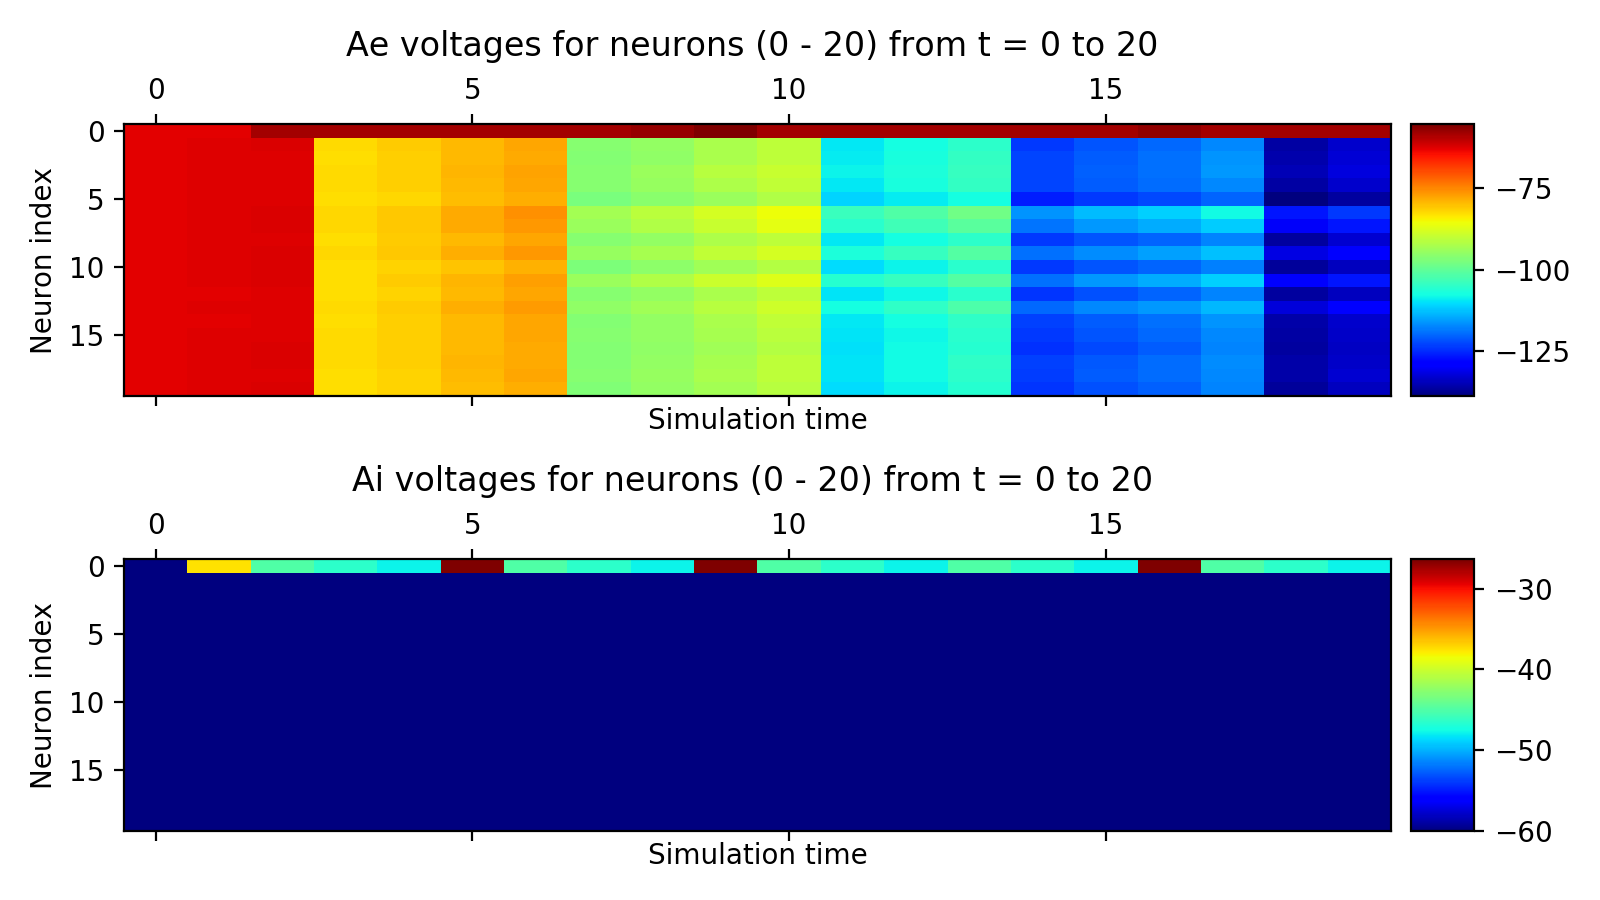 Ae voltages for neurons (0 - 20) from t = 0 to 20
0 5 10 15
Neuron index
0
5
10
15
−75
−100
−125
Simulation time
Ai voltages for neurons (0 - 20) from t = 0 to 20
0 5 10 15
Neuron index
0
5
10
15
−30
−40
−50
−60
Simulation time